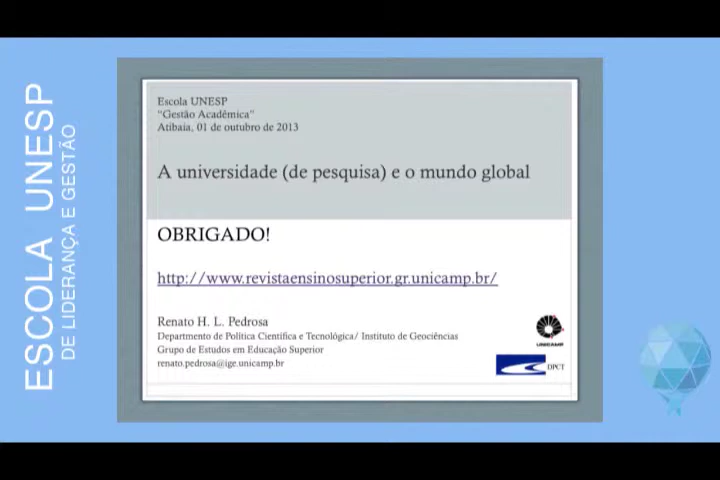 ESCOLA UNESP
DE LIDERANÇA E GESTÃO
Escola UNESP
"Gestão Acadêmica"
Atibaia, 01 de outubro de 2013
A universidade (de pesquisa) e o mundo global
OBRIGADO!
http://www.revistaensinosuperior.gr.unicamp.br/
Renato H. L. Pedrosa
Departmento de Política Científica e Tecnológica/ Instituto de Geociências
Grupo de Estudos em Educação Superior
renato.pedrosa@ige.unicamp.br
UNICAMP
DPCT